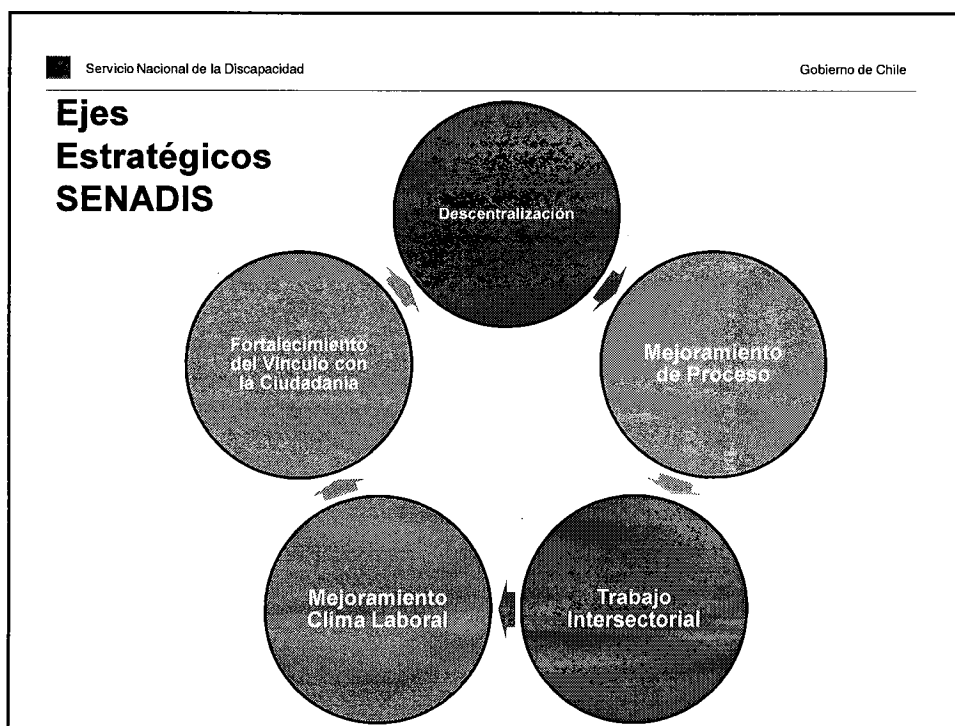 Servicio Nacional de la Discapacidad
Gobierno de Chile
Ejes
Estratégicos
SENADIS
Descentralización
Mejoramiento
de Proceso
Trabajo
Intersectorial
Mejoramiento
Clima Laboral
Fortalecimiento
del Vínculo con
la Ciudadanía